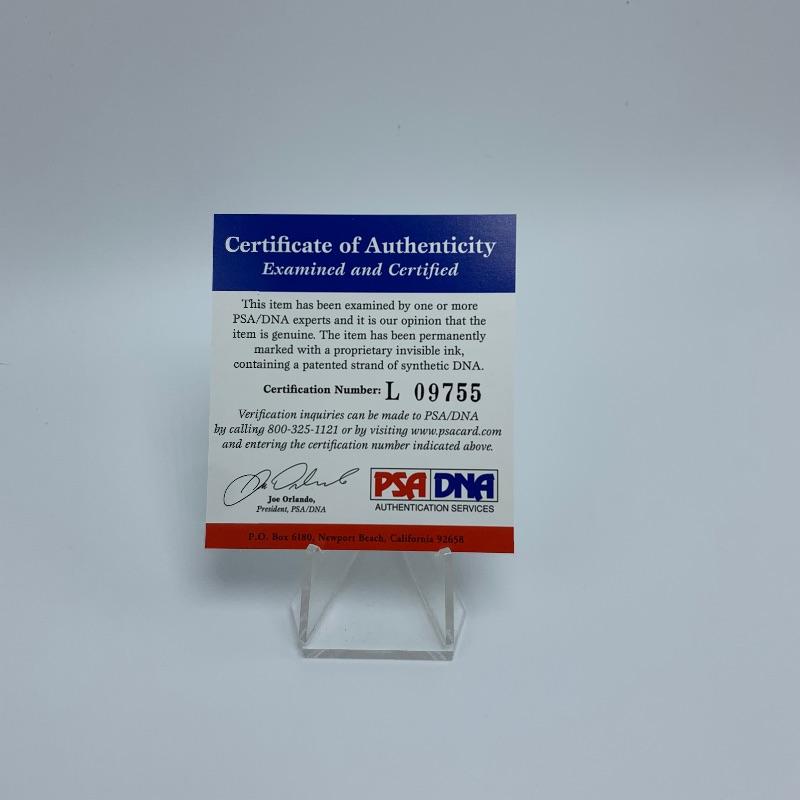 Certificate of Authenticity
Examined and Certified
This item has been examined by one or more
PSA/DNA experts and it is our opinion that the
item is genuine. The item has been permanently
marked with a proprietary invisible ink,
containing a patented strand of synthetic DNA.
Certification Number: L 09755
Verification inquiries can be made to PSA/DNA
by calling 800-325-1121 or by visiting www.psacard.com
and entering the certification number indicated above.
Joe Orlando,
President, PSA/DNA
PSA DNA
AUTHENTICATION SERVICES
P.O. Box 6180, Newport Beach, California 92658